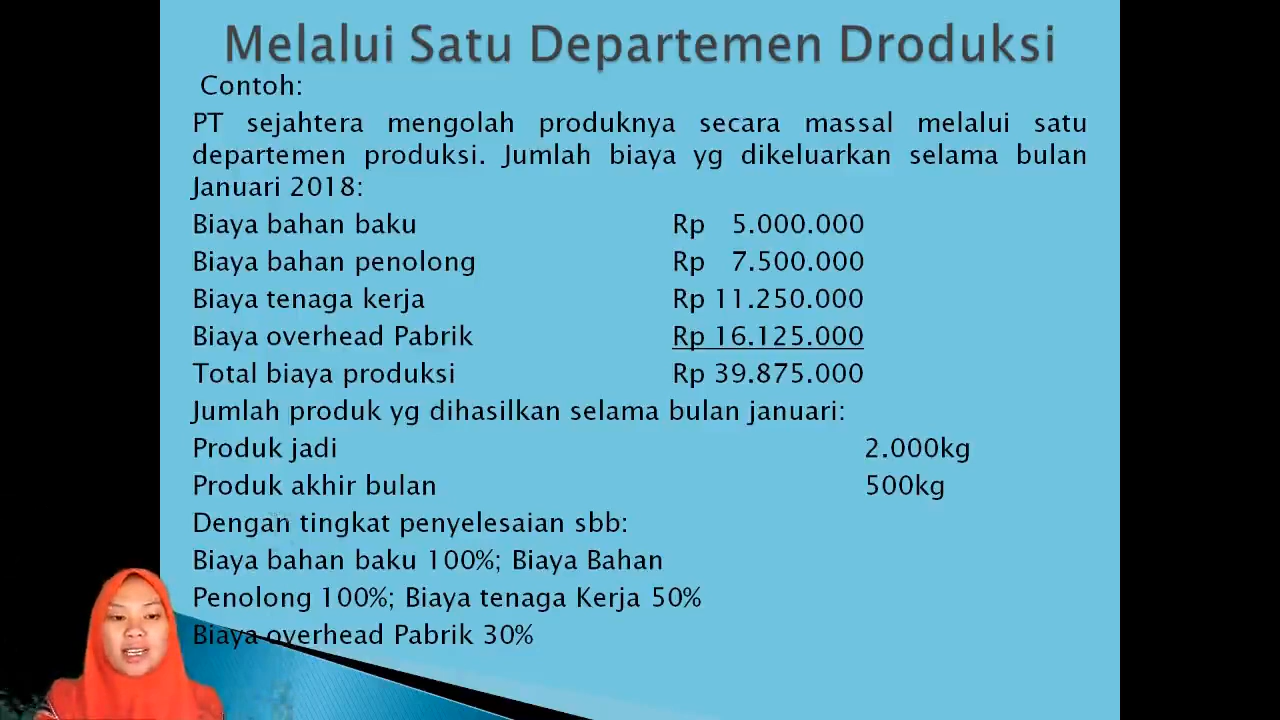 Melalui Satu Departemen Droduksi
Contoh:
PT sejahtera mengolah produknya secara massal melalui satu
departemen produksi. Jumlah biaya yg dikeluarkan selama bulan
Januari 2018:
Biaya bahan baku Rp 5.000.000
Biaya bahan penolong Rp 7.500.000
Biaya tenaga kerja Rp 11.250.000
Biaya overhead Pabrik Rp 16.125.000
Total biaya produksi Rp 39.875.000
Jumlah produk yg dihasilkan selama bulan januari:
Produk jadi 2.000kg
Produk akhir bulan 500kg
Dengan tingkat penyelesaian sbb:
Biaya bahan baku 100%; Biaya Bahan
Penolong 100%; Biaya tenaga Kerja 50%
Biaya overhead Pabrik 30%